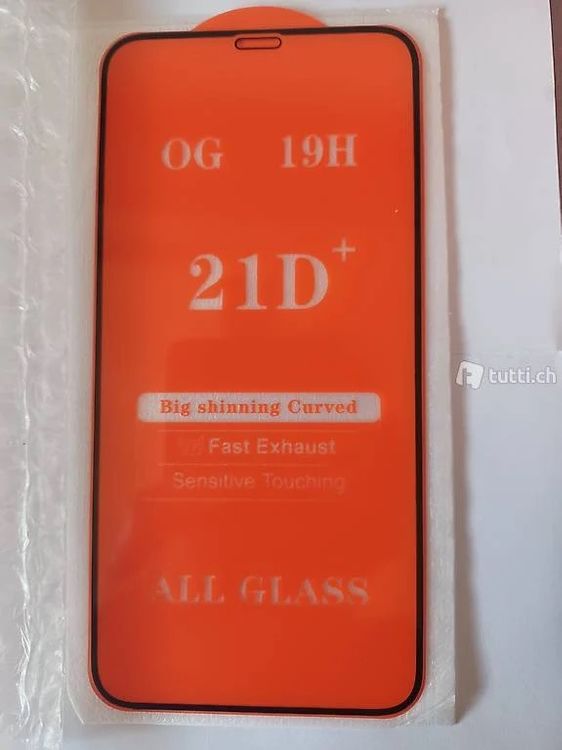 OG 19H
21D+
Big shinning Curved
Fast Exhaust
Sensitive Touching
ALL GLASS
tutti.ch